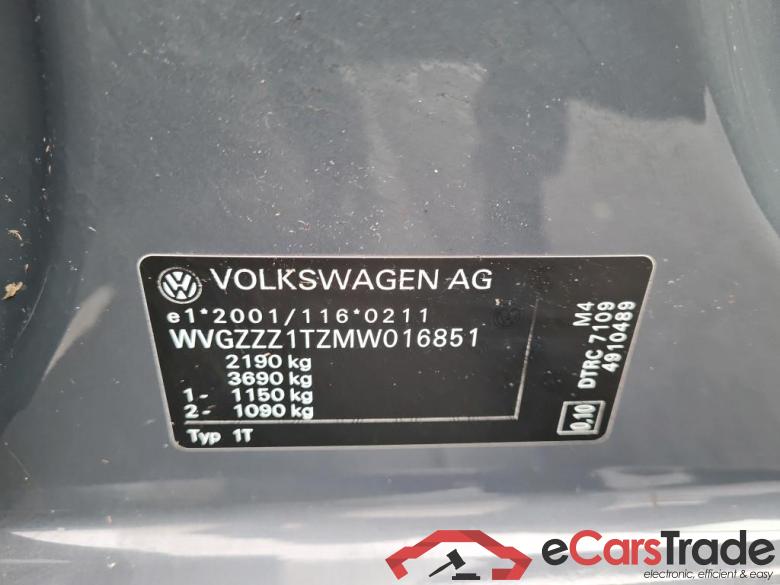 VOLKSWAGEN AG
e1*2001/116*0211
WVGZZZ1TZMW016851
2190 kg
3690 kg
1- 1150 kg
2- 1090 kg
Typ 1T
M4
DTRC 7109
4910489
0.10
eCarsTrade
electronic, efficient & easy